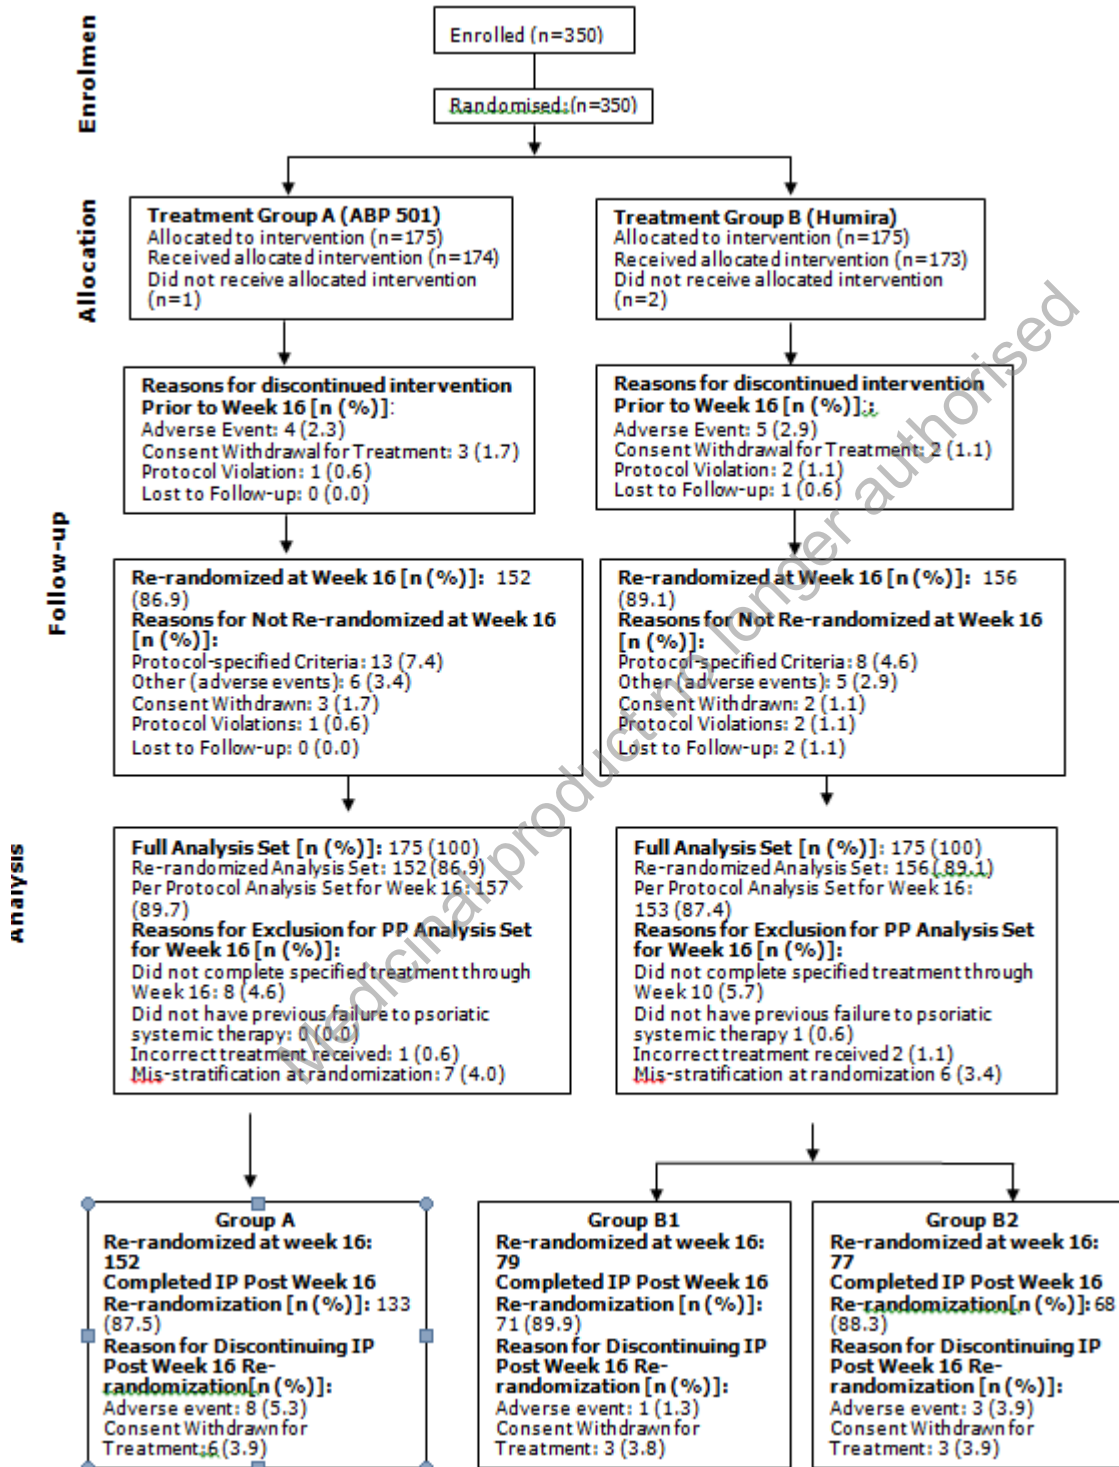 Enrolmen
Enrolled (n=350)
Randomised:(n=350)
Allocation
Treatment Group A (ABP 501)
Allocated to intervention (n=175)
Received allocated intervention (n=174)
Did not receive allocated intervention
(n=1)
Treatment Group B (Humira)
Allocated to intervention (n=175)
Received allocated intervention (n=173)
Did not receive allocated intervention
(n=2)
Follow-up
Reasons for discontinued intervention
Prior to Week 16 [n (%)]:
Adverse Event: 4 (2.3)
Consent Withdrawal for Treatment: 3 (1.7)
Protocol Violation: 1 (0.6)
Lost to Follow-up: 0 (0.0)
Reasons for discontinued intervention
Prior to Week 16 [n (%)]::
Adverse Event: 5 (2.9)
Consent Withdrawal for Treatment: 2 (1.1)
Protocol Violation: 2 (1.1)
Lost to Follow-up: 1 (0.6)
Re-randomized at Week 16 [n (%)]: 152
(86.9)
Reasons for Not Re-randomized at Week 16
[n (%)]:
Protocol-specified Criteria: 13 (7.4)
Other (adverse events): 6 (3.4)
Consent Withdrawn: 3 (1.7)
Protocol Violations: 1 (0.6)
Lost to Follow-up: 0 (0.0)
Re-randomized at Week 16 [n (%)]: 156
(89.1)
Reasons for Not Re-randomized at Week 16
[n (%)]:
Protocol-specified Criteria: 8 (4.6)
Other (adverse events): 5 (2.9)
Consent Withdrawn: 2 (1.1)
Protocol Violations: 2 (1.1)
Lost to Follow-up: 2 (1.1)
Analysis
Full Analysis Set [n (%)]: 175 (100)
Re-randomized Analysis Set: 152 (86.9)
Per Protocol Analysis Set for Week 16: 157
(89.7)
Reasons for Exclusion for PP Analysis Set
for Week 16 [n (%)]:
Did not complete specified treatment through
Week 16: 8 (4.6)
Did not have previous failure to psoriatic
systemic therapy: 0 (0.0)
Incorrect treatment received: 1 (0.6)
Mis-stratification at randomization: 7 (4.0)
Full Analysis Set [n (%)]: 175 (100)
Re-randomized Analysis Set: 156 (89.1)
Per Protocol Analysis Set for Week 16:
153 (87.4)
Reasons for Exclusion for PP Analysis Set
for Week 16 [n (%)]:
Did not complete specified treatment through
Week 10 (5.7)
Did not have previous failure to psoriatic
systemic therapy 1 (0.6)
Incorrect treatment received 2 (1.1)
Mis-stratification at randomization 6 (3.4)
Group A
Re-randomized at week 16:
152
Completed IP Post Week 16
Re-randomization [n (%)]: 133
(87.5)
Reason for Discontinuing IP
Post Week 16 Re-
randomization[n (%)]:
Adverse event: 8 (5.3)
Consent Withdrawn for
Treatment:6 (3.9)
Group B1
Re-randomized at week 16:
79
Completed IP Post Week 16
Re-randomization [n (%)]:
71 (89.9)
Reason for Discontinuing IP
Post Week 16 Re-
randomization [n (%)]:
Adverse event: 1 (1.3)
Consent Withdrawn for
Treatment: 3 (3.8)
Group B2
Re-randomized at week 16:
77
Completed IP Post Week 16
Re-randomization[n (%)]: 68
(88.3)
Reason for Discontinuing IP
Post Week 16 Re-
randomization [n (%)]:
Adverse event: 3 (3.9)
Consent Withdrawn for
Treatment: 3 (3.9)
Medicinal product no longer authorised